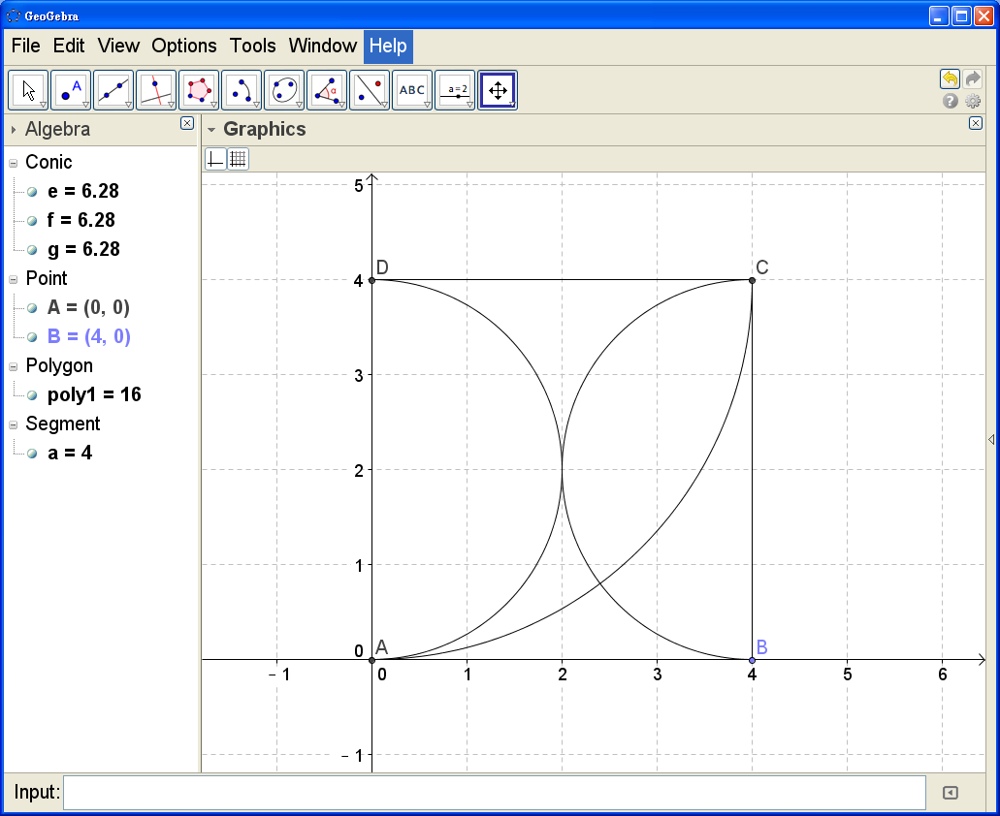 GeoGebra
File Edit View Options Tools Window Help
A α ABC a=2
Algebra
Graphics
Conic
e = 6.28
f = 6.28
g = 6.28
Point
A = (0, 0)
B = (4, 0)
Polygon
poly1 = 16
Segment
a = 4
5
D C
4
3
2
1
0 A B
-1 0 1 2 3 4 5 6
-1
Input: